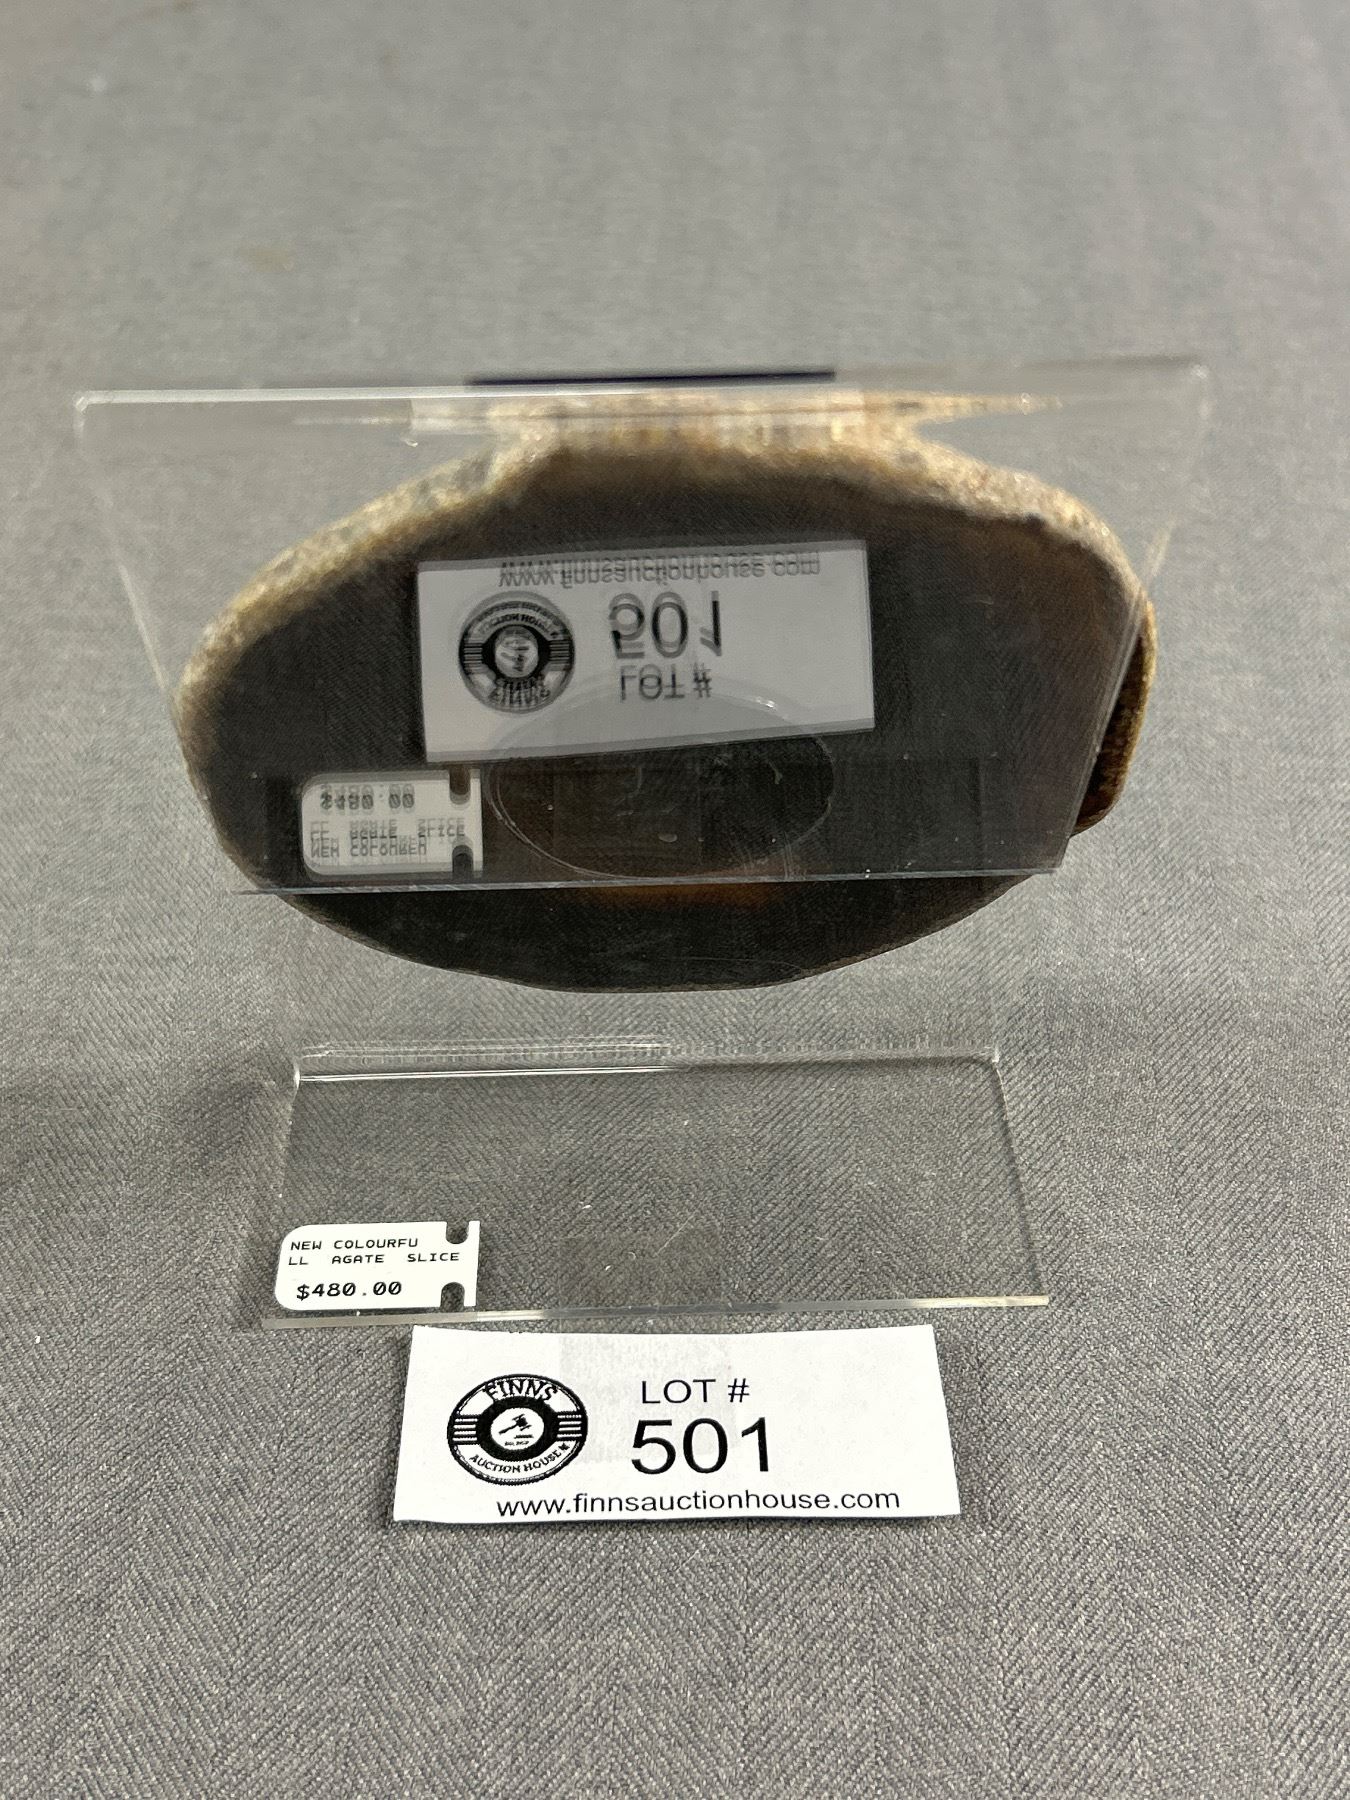 NEW COLOURFU
LL AGATE SLICE
$480.00
FINNS
AUCTION HOUSE
LOT #
501
www.finnsauctionhouse.com